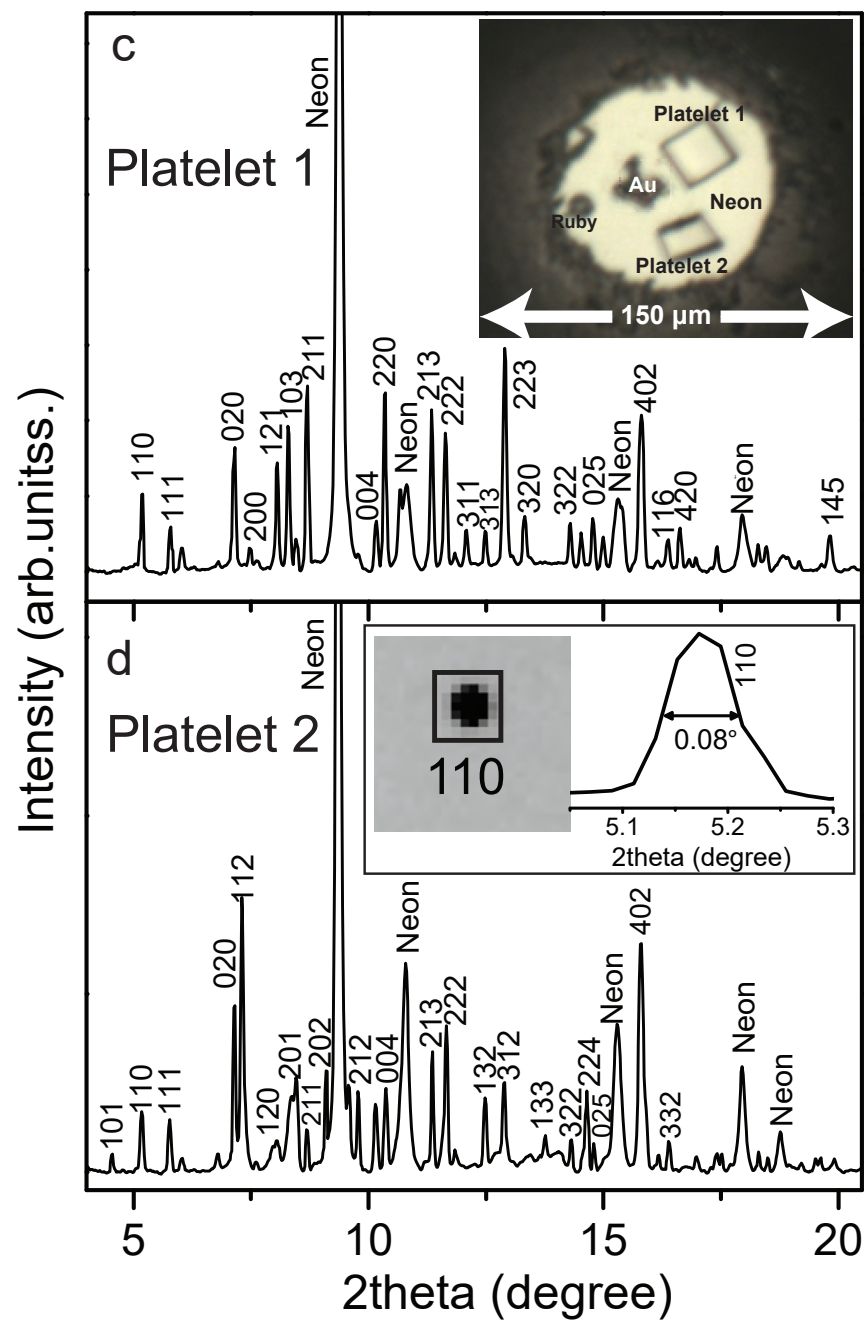 c
Platelet 1
Neon
Platelet 1
Au
Neon
Ruby
Platelet 2
150 µm
110
111
020
200
121
103
211
004
220
Neon
213
222
311
313
223
320
322
025
Neon
402
116
420
Neon
145
Intensity (arb.unitss.)
d
Platelet 2
Neon
110
110
0.08°
5.1 5.2 5.3
2theta (degree)
101
110
111
020
112
120
201
211
202
212
004
Neon
213
222
132
312
133
322
224
025
Neon
402
332
Neon
Neon
5 10 15 20
2theta (degree)